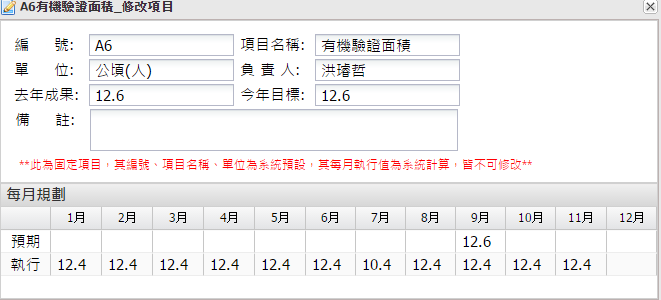 A6有機驗證面積_修改項目
編 號: A6 項目名稱: 有機驗證面積
單 位: 公頃(人) 負 責 人: 洪璿哲
去年成果: 12.6 今年目標: 12.6
備 註:
**此為固定項目，其編號、項目名稱、單位為系統預設，其每月執行值為系統計算，皆不可修改**
每月規劃
1月 2月 3月 4月 5月 6月 7月 8月 9月 10月 11月 12月
預期 12.6
執行 12.4 12.4 12.4 12.4 12.4 12.4 10.4 12.4 12.4 12.4 12.4